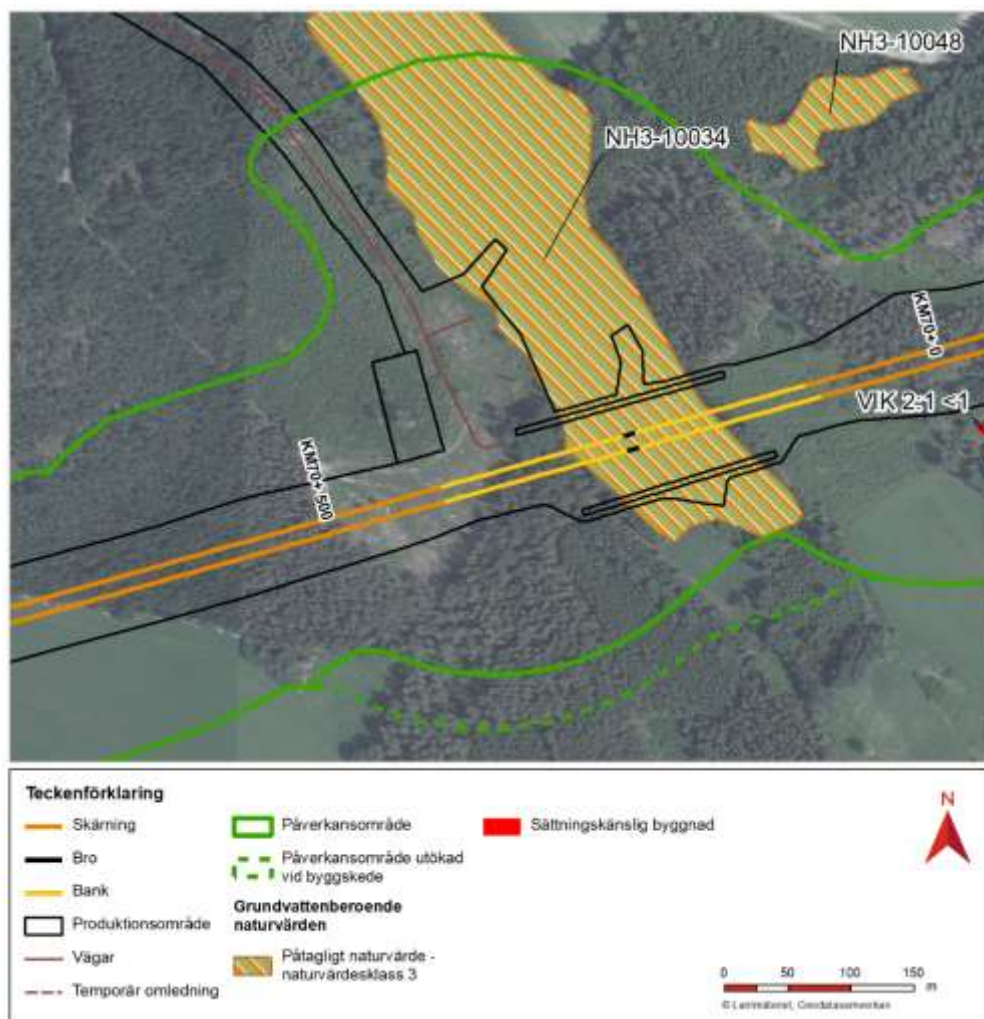 NH3-10048
NH3-10034
KM70+ 0
VIK 2:1 <1
KM70+ 500
Teckenförklaring
Skärning
Bro
Bank
Produktionsområde
Vägar
Temporär omledning
Påverkansområde
Påverkansområde utökad
vid byggskede
Grundvattenberoende
naturvärden
Påtagligt naturvärde -
naturvärdesklass 3
Sättningskänslig byggnad
N
0 50 100 150
m
© Lantmäteriet, Geodatasamverkan